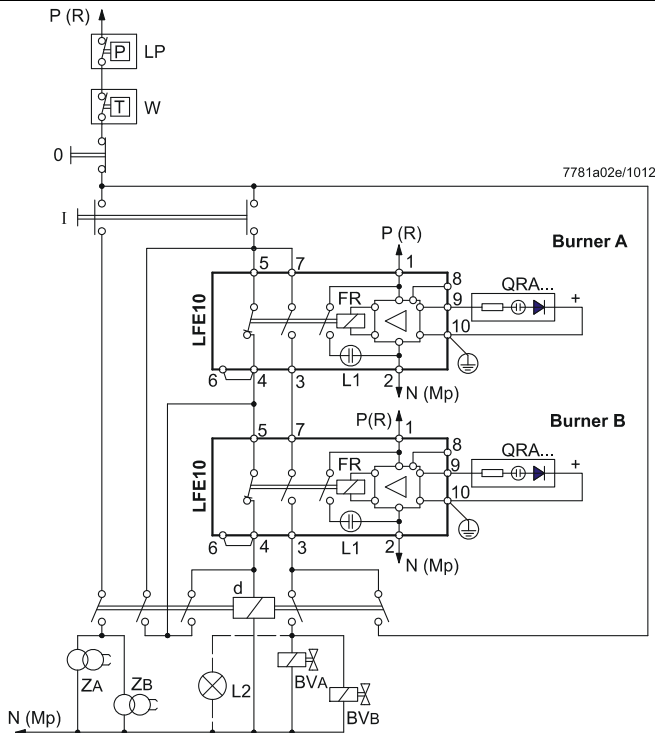 P (R)
P
LP
T
W
0
7781a02e/1012
I
P (R)
Burner A
5
7
1
8
FR
9
QRA...
+
LFE10
10
6
4
3
L1
2
N (Mp)
P(R)
Burner B
5
7
1
8
FR
9
QRA...
+
LFE10
10
6
4
3
L1
2
N (Mp)
d
ZA
ZB
L2
BVA
BVB
N (Mp)